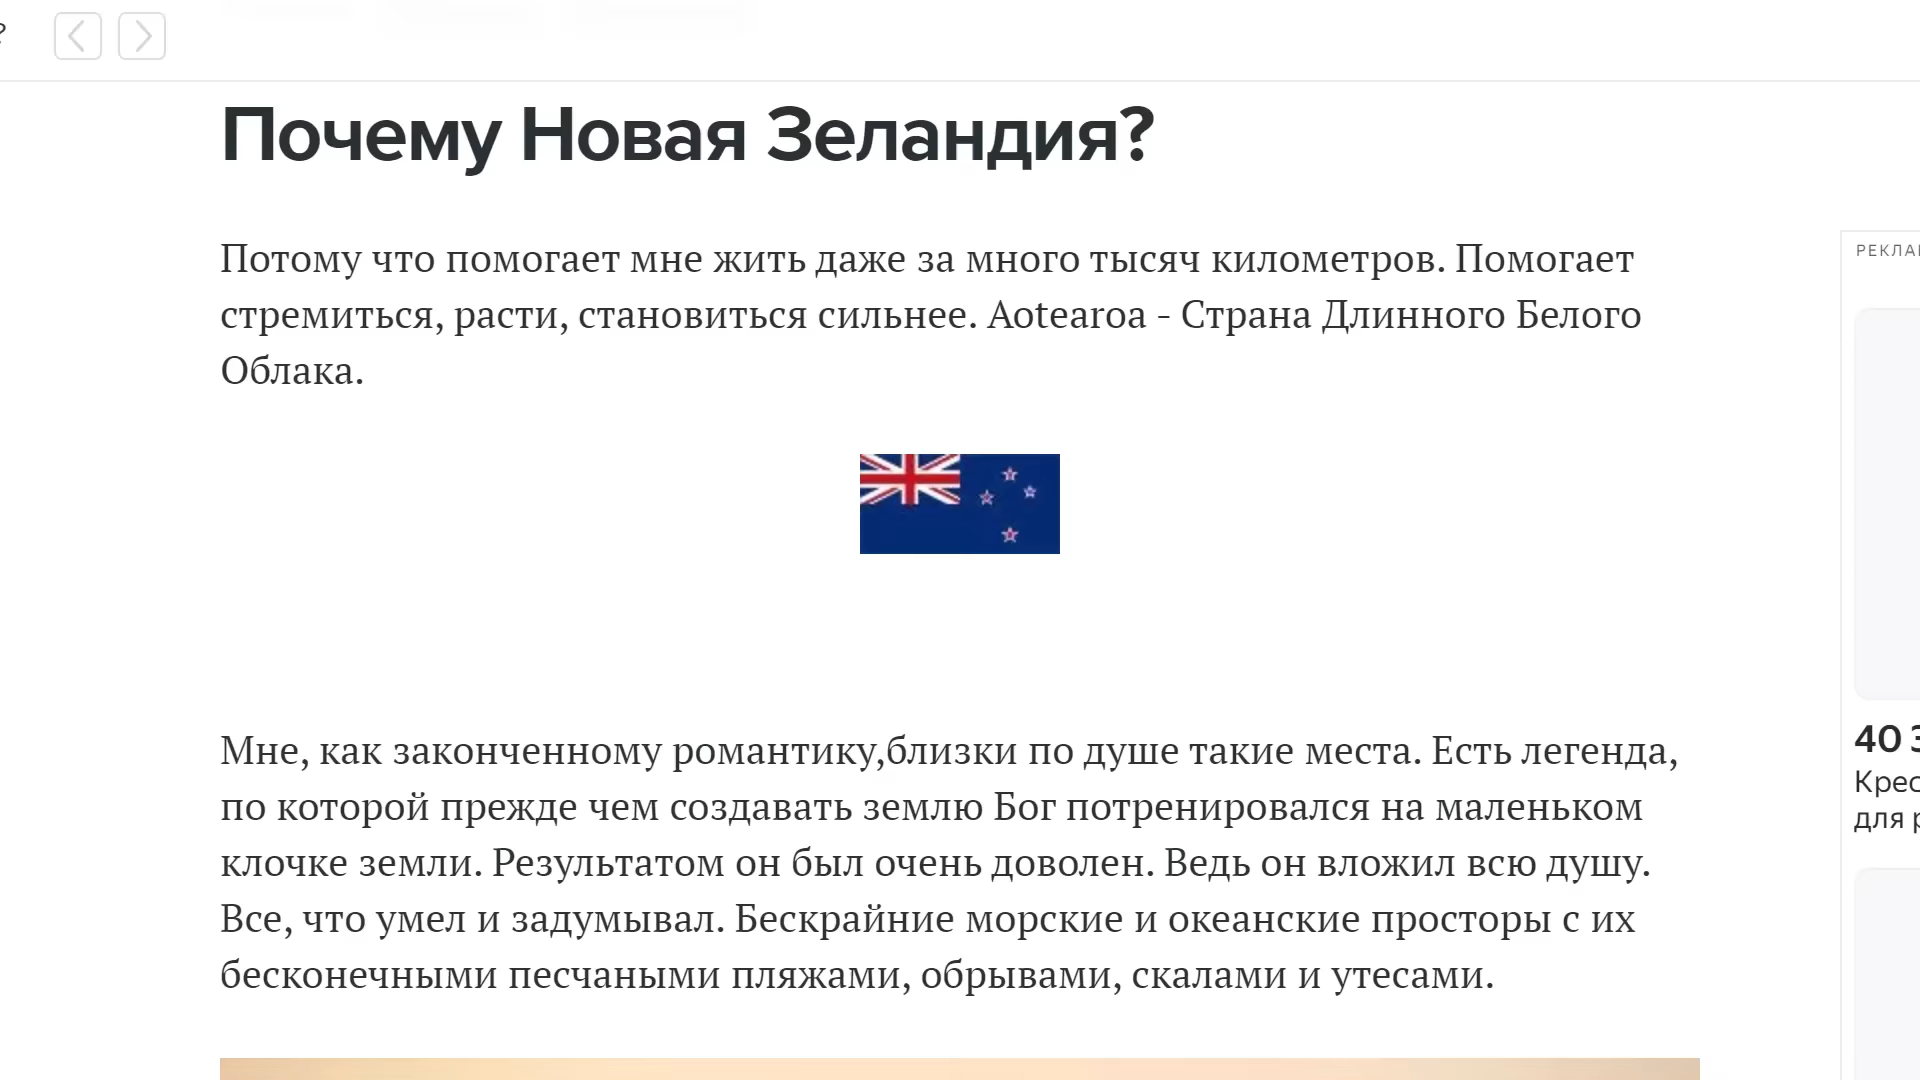 ?
Почему Новая Зеландия?
Потому что помогает мне жить даже за много тысяч километров. Помогает
стремиться, расти, становиться сильнее. Aotearoa - Страна Длинного Белого
Облака.
Мне, как законченному романтику,близки по душе такие места. Есть легенда,
по которой прежде чем создавать землю Бог потренировался на маленьком
клочке земли. Результатом он был очень доволен. Ведь он вложил всю душу.
Все, что умел и задумывал. Бескрайние морские и океанские просторы с их
бесконечными песчаными пляжами, обрывами, скалами и утесами.
40
для